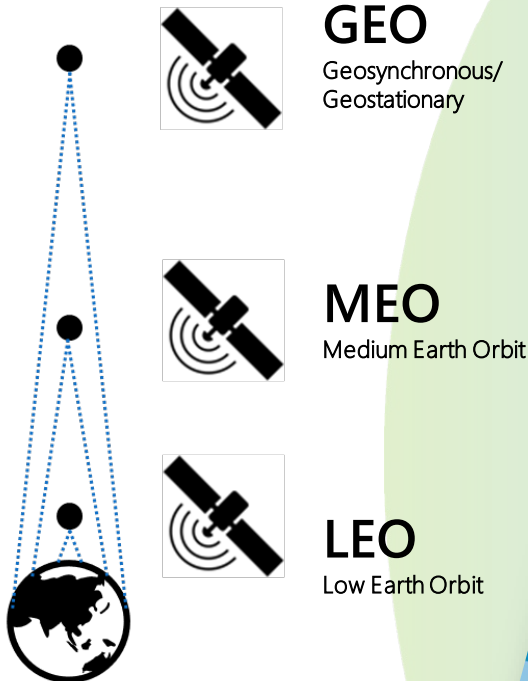 GEO
Geosynchronous/
Geostationary
MEO
Medium Earth Orbit
LEO
Low Earth Orbit